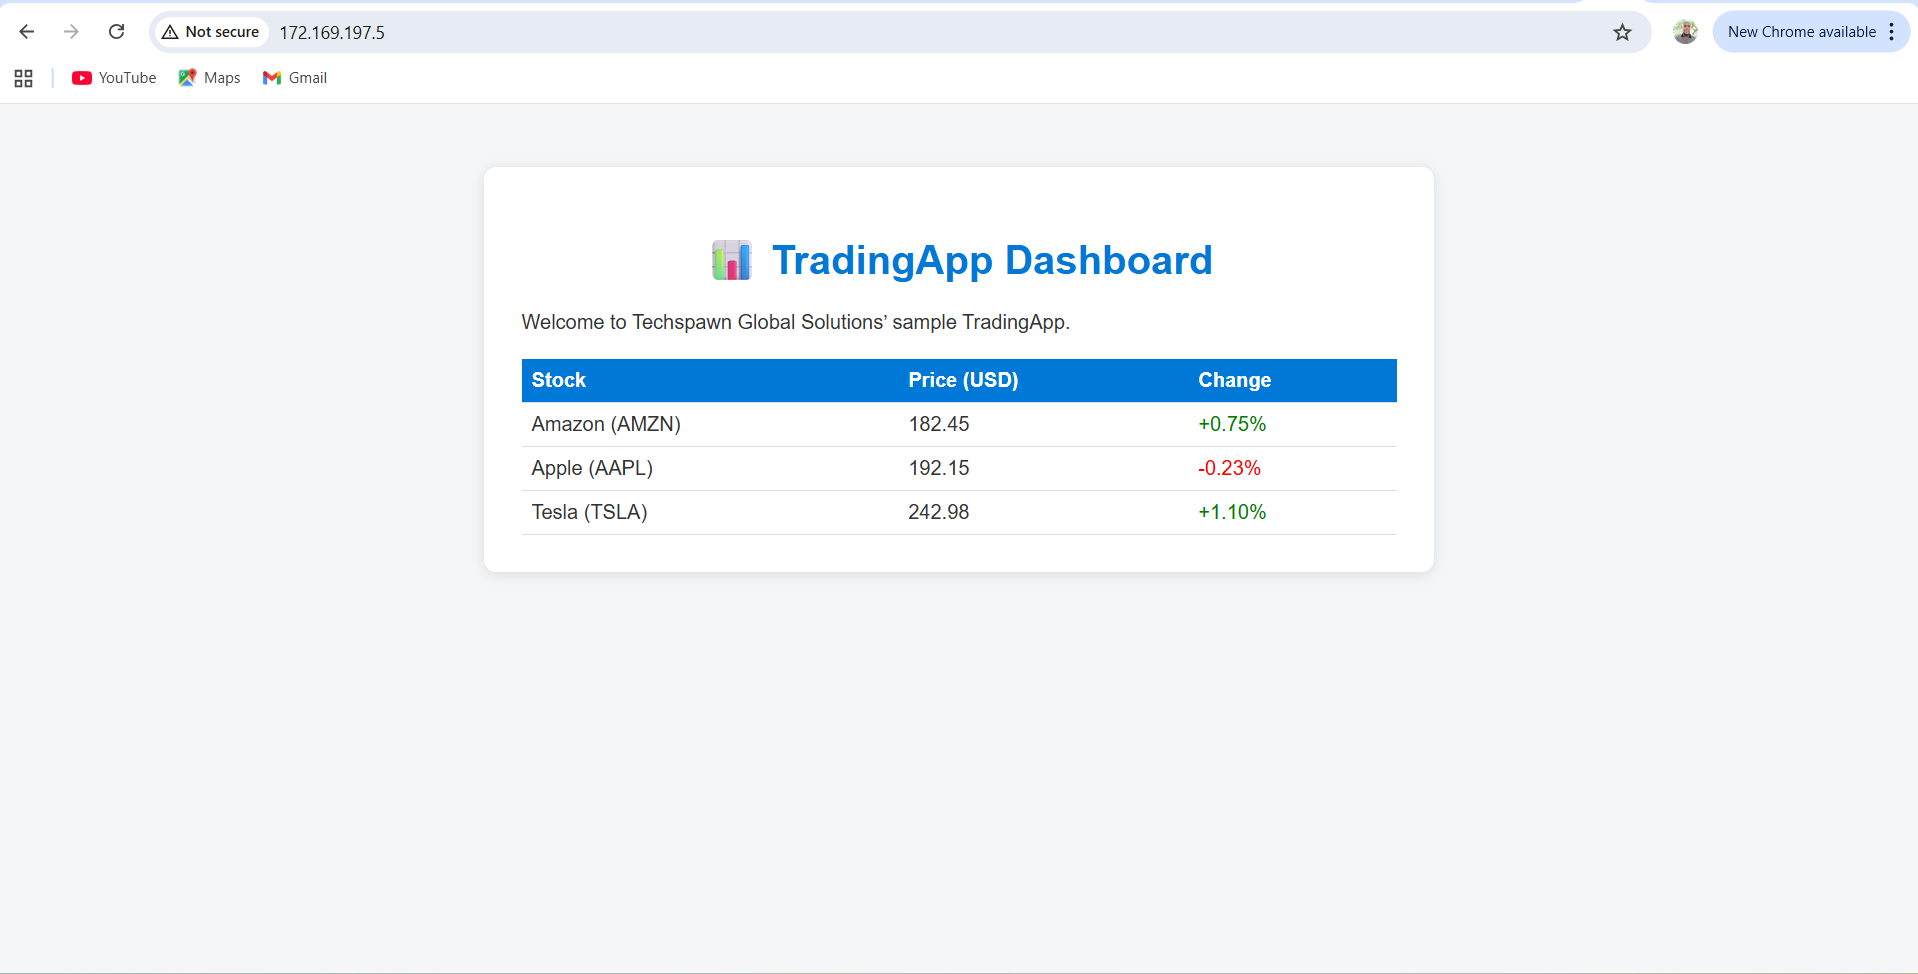 Not secure 172.169.197.5 New Chrome available
YouTube Maps Gmail
TradingApp Dashboard
Welcome to Techspawn Global Solutions’ sample TradingApp.
Stock Price (USD) Change
Amazon (AMZN) 182.45 +0.75%
Apple (AAPL) 192.15 -0.23%
Tesla (TSLA) 242.98 +1.10%